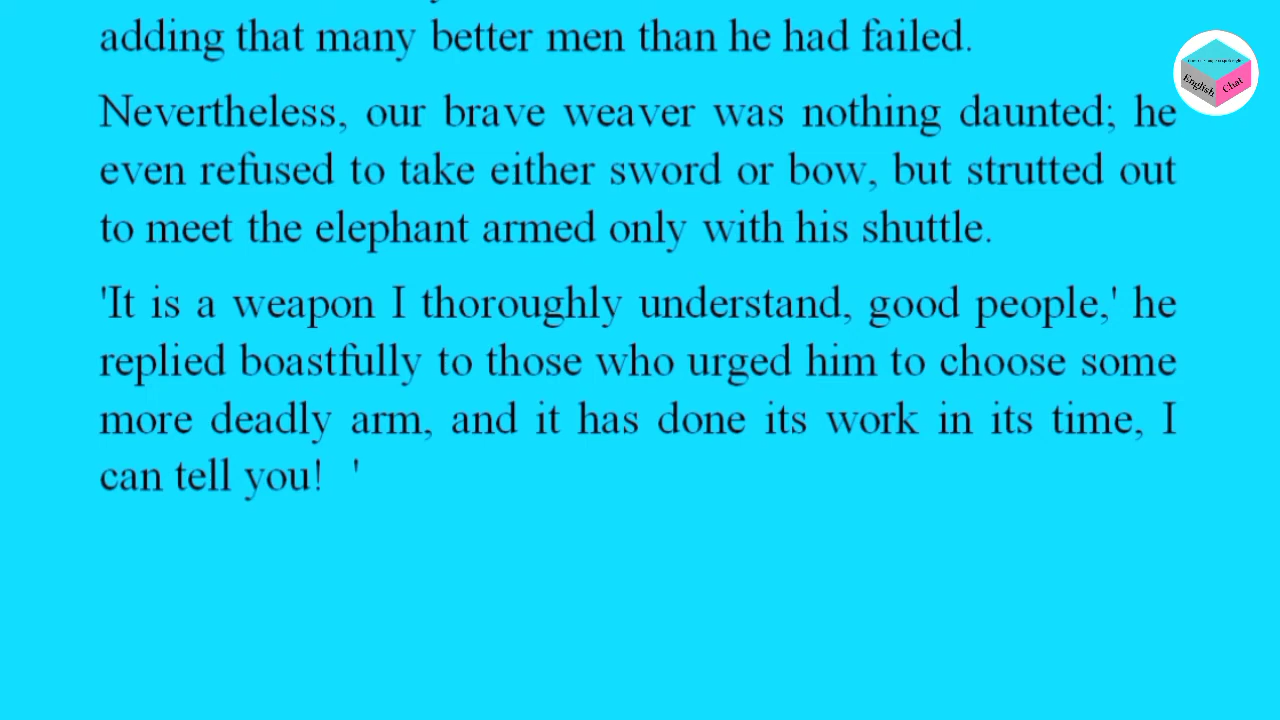 adding that many better men than he had failed.
Nevertheless, our brave weaver was nothing daunted; he
even refused to take either sword or bow, but strutted out
to meet the elephant armed only with his shuttle.
'It is a weapon I thoroughly understand, good people,' he
replied boastfully to those who urged him to choose some
more deadly arm, and it has done its work in its time, I
can tell you! '
English Chat